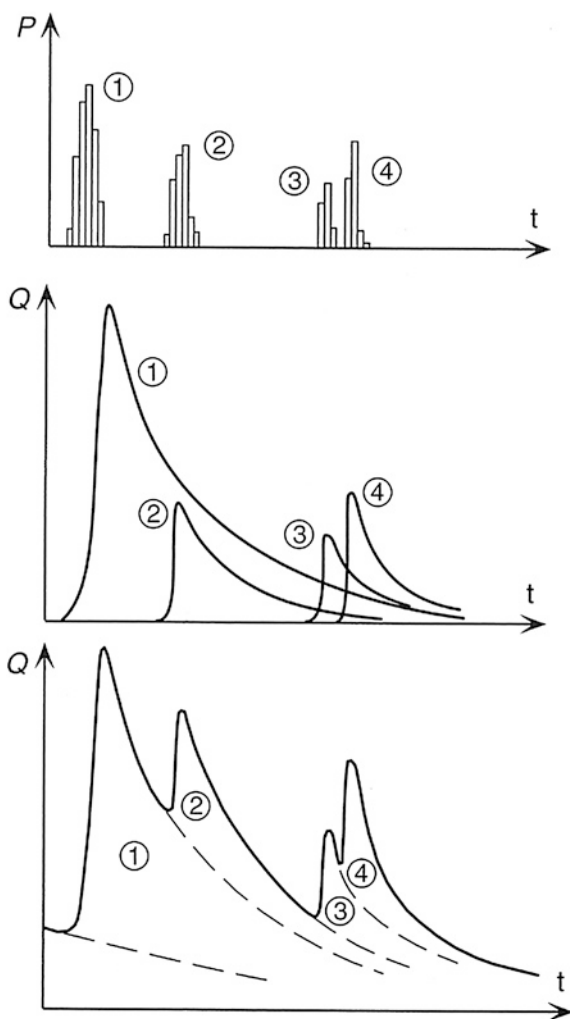 P
①
②
③
④
t
Q
①
②
③
④
t
Q
①
②
③
④
t